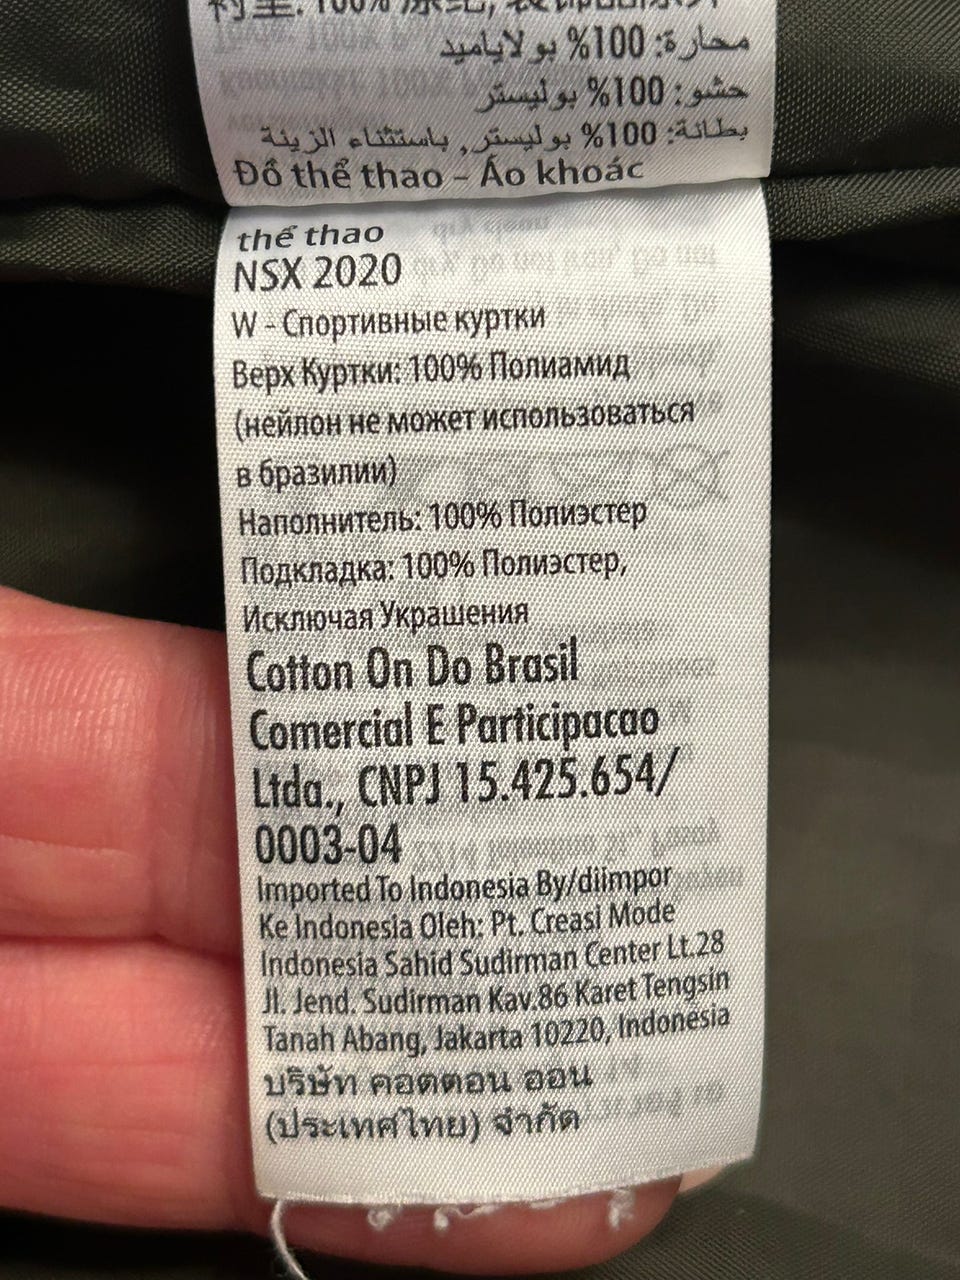 محارة: 100% بولياميد
حشو: 100% بوليستر
بطانة: 100% بوليستر, باستثناء الزينة
Đồ thể thao - Áo khoác
thể thao
NSX 2020
W - Спортивные куртки
Верх Куртки: 100% Полиамид
(нейлон не может использоваться
в бразилии)
Наполнитель: 100% Полиэстер
Подкладка: 100% Полиэстер,
Исключая Украшения
Cotton On Do Brasil
Comercial E Participacao
Ltda., CNPJ 15.425.654/
0003-04
Imported To Indonesia By/diimpor
Ke Indonesia Oleh: Pt. Creasi Mode
Indonesia Sahid Sudirman Center Lt.28
Jl. Jend. Sudirman Kav.86 Karet Tengsin
Tanah Abang, Jakarta 10220, Indonesia
บริษัท คอตตอน ออน
(ประเทศไทย) จำกัด